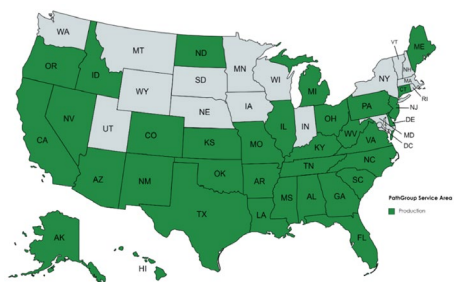 WA
MT
ND
MN
VT
ME
OR
ID
SD
WI
MI
NY
NH
MA
CT
RI
WY
NE
IA
PA
NJ
NV
UT
CO
IL
IN
OH
DE
MD
DC
CA
KS
MO
KY
WV
VA
AZ
NM
OK
AR
TN
NC
SC
TX
LA
MS
AL
GA
FL
AK
HI
PathGroup Service Area
Production